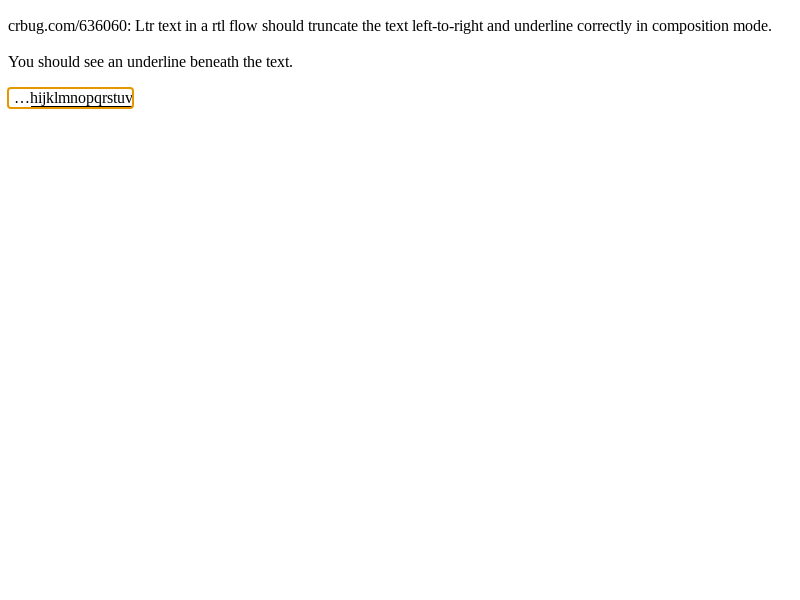 crbug.com/636060: Ltr text in a rtl flow should truncate the text left-to-right and underline correctly in composition mode.
You should see an underline beneath the text.
…hijklmnopqrstuv